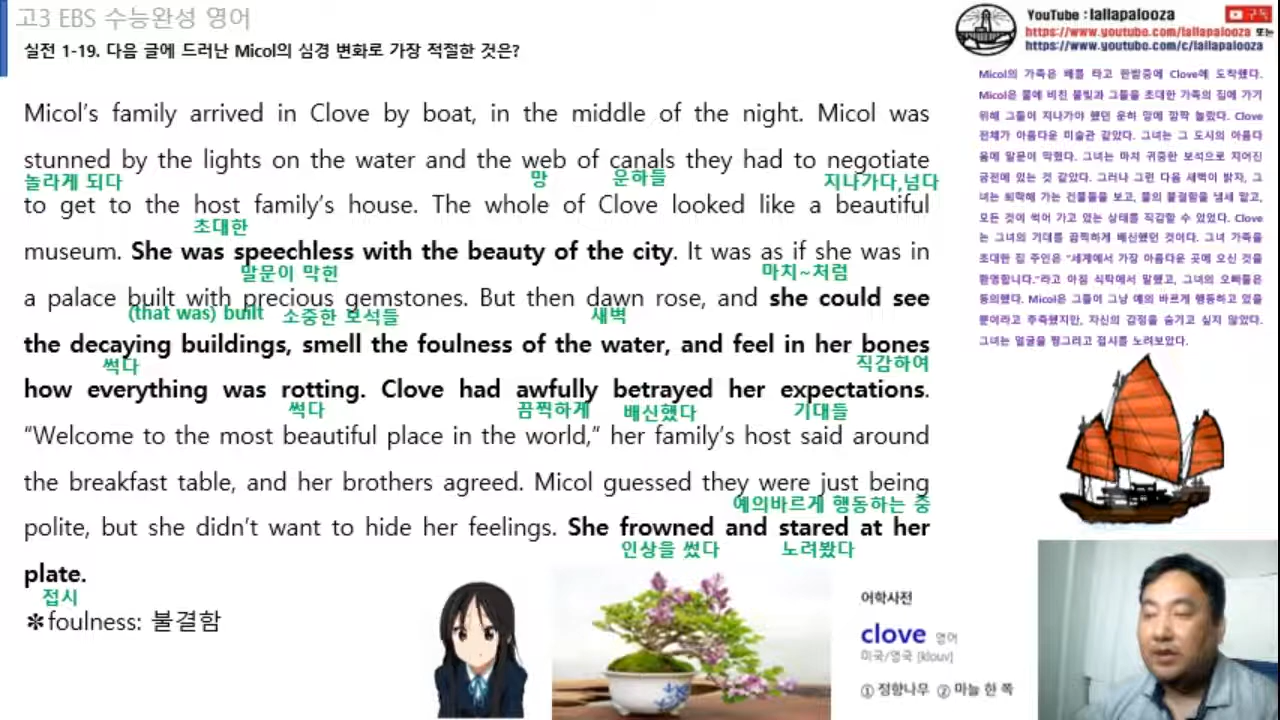 고3 EBS 수능완성 영어
실전 1-19. 다음 글에 드러난 Micol의 심경 변화로 가장 적절한 것은?
Micol's family arrived in Clove by boat, in the middle of the night. Micol was
stunned by the lights on the water and the web of canals they had to negotiate
놀라게 되다 망 운하들 지나가다,넘다
to get to the host family's house. The whole of Clove looked like a beautiful
초대한
museum. She was speechless with the beauty of the city. It was as if she was in
말문이 막힌 마치~처럼
a palace built with precious gemstones. But then dawn rose, and she could see
(that was) built 소중한 보석들 새벽
the decaying buildings, smell the foulness of the water, and feel in her bones
썩다 직감하여
how everything was rotting. Clove had awfully betrayed her expectations.
썩다 끔찍하게 배신했다 기대들
“Welcome to the most beautiful place in the world,“ her family's host said around
the breakfast table, and her brothers agreed. Micol guessed they were just being
예의바르게 행동하는 중
polite, but she didn't want to hide her feelings. She frowned and stared at her
인상을 썼다 노려봤다
plate.
접시
✻foulness: 불결함
YouTube : lallapalooza 구독
https://www.youtube.com/lallapalooza 또는
https://www.youtube.com/c/lallapalooza
Micol의 가족은 배를 타고 한밤중에 Clove에 도착했다.
Micol은 물에 비친 불빛과 그들을 초대한 가족의 집에 가기
위해 그들이 지나가야 했던 운하 망에 깜짝 놀랐다. Clove
전체가 아름다운 미술관 같았다. 그녀는 그 도시의 아름다
움에 말문이 막혔다. 그녀는 마치 귀중한 보석으로 지어진
궁전에 있는 것 같았다. 그러나 그런 다음 새벽이 밝자, 그
녀는 퇴락해 가는 건물들을 보고, 물의 불결함을 냄새 맡고,
모든 것이 썩어 가고 있는 상태를 직감할 수 있었다. Clove
는 그녀의 기대를 끔찍하게 배신했던 것이다. 그녀 가족을
초대한 집 주인은 “세계에서 가장 아름다운 곳에 오신 것을
환영합니다.”라고 아침 식탁에서 말했고, 그녀의 오빠들은
동의했다. Micol은 그들이 그냥 예의 바르게 행동하고 있을
뿐이라고 추측했지만, 자신의 감정을 숨기고 싶지 않았다.
그녀는 얼굴을 찡그리고 접시를 노려보았다.
어학사전
clove 영어
미국/영국 [klouv]
① 정향나무 ② 마늘 한 쪽